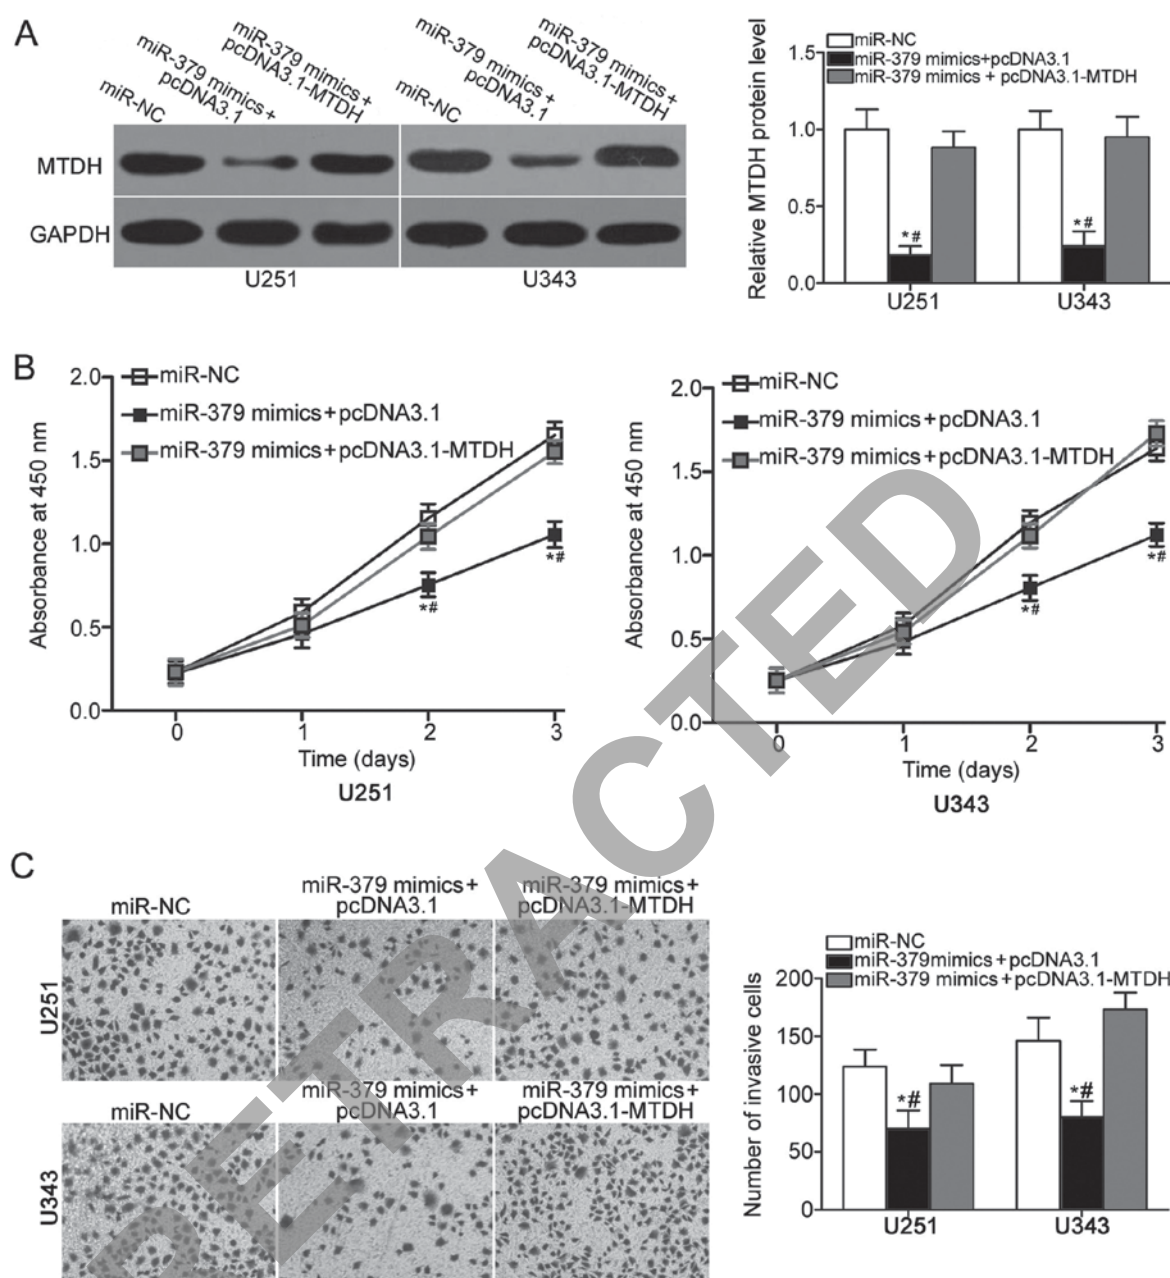 A
miR-NC
miR-379 mimics+
pcDNA3.1
miR-379 mimics+
pcDNA3.1-MTDH
miR-NC
miR-379 mimics+
pcDNA3.1
miR-379 mimics+
pcDNA3.1-MTDH
MTDH
GAPDH
U251
U343
miR-NC
miR-379 mimics+pcDNA3.1
miR-379 mimics + pcDNA3.1-MTDH
Relative MTDH protein level
1.5
1.0
0.5
0.0
*#
*#
U251
U343
B
miR-NC
miR-379 mimics+pcDNA3.1
miR-379 mimics+pcDNA3.1-MTDH
Absorbance at 450 nm
2.0
1.5
1.0
0.5
0.0
*#
*#
0 1 2 3
Time (days)
U251
miR-NC
miR-379 mimics+pcDNA3.1
miR-379 mimics+pcDNA3.1-MTDH
Absorbance at 450 nm
2.0
1.5
1.0
0.5
0.0
*#
*#
0 1 2 3
Time (days)
U343
C
miR-NC
miR-379 mimics+
pcDNA3.1
miR-379 mimics+
pcDNA3.1-MTDH
U251
miR-NC
miR-379 mimics+
pcDNA3.1
miR-379 mimics+
pcDNA3.1-MTDH
U343
miR-NC
miR-379mimics+pcDNA3.1
miR-379 mimics +pcDNA3.1-MTDH
Number of invasive cells
200
150
100
50
0
*#
*#
U251
U343
RETRACTED